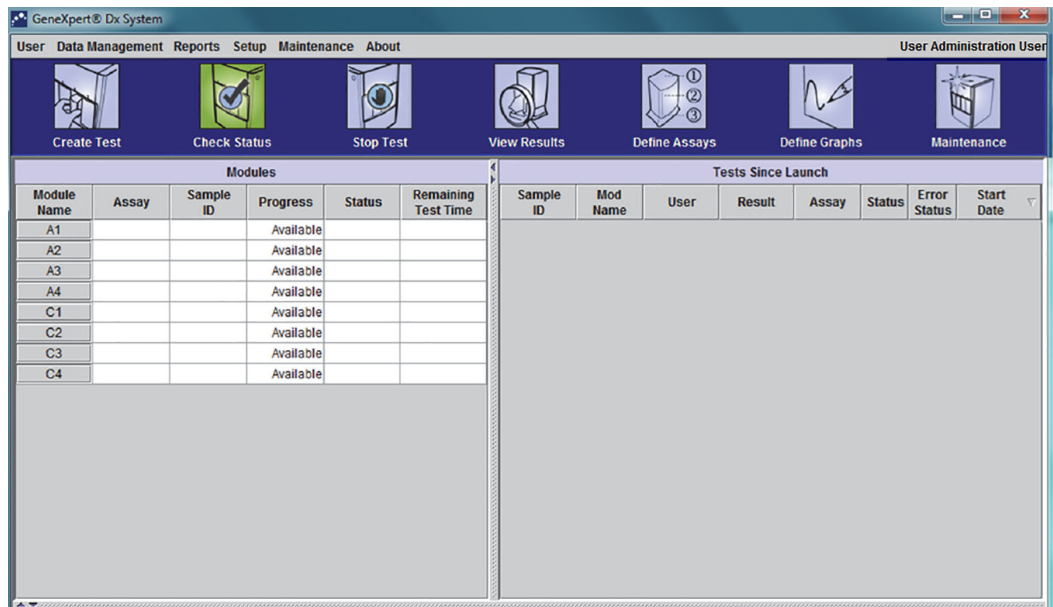 GeneXpert® Dx System
User Data Management Reports Setup Maintenance About User Administration User
① 
②
③
Create Test Check Status Stop Test View Results Define Assays Define Graphs Maintenance
Modules
Module Name Assay Sample ID Progress Status Remaining Test Time
A1 Available
A2 Available
A3 Available
A4 Available
C1 Available
C2 Available
C3 Available
C4 Available
Tests Since Launch
Sample ID Mod Name User Result Assay Status Error Status Start Date